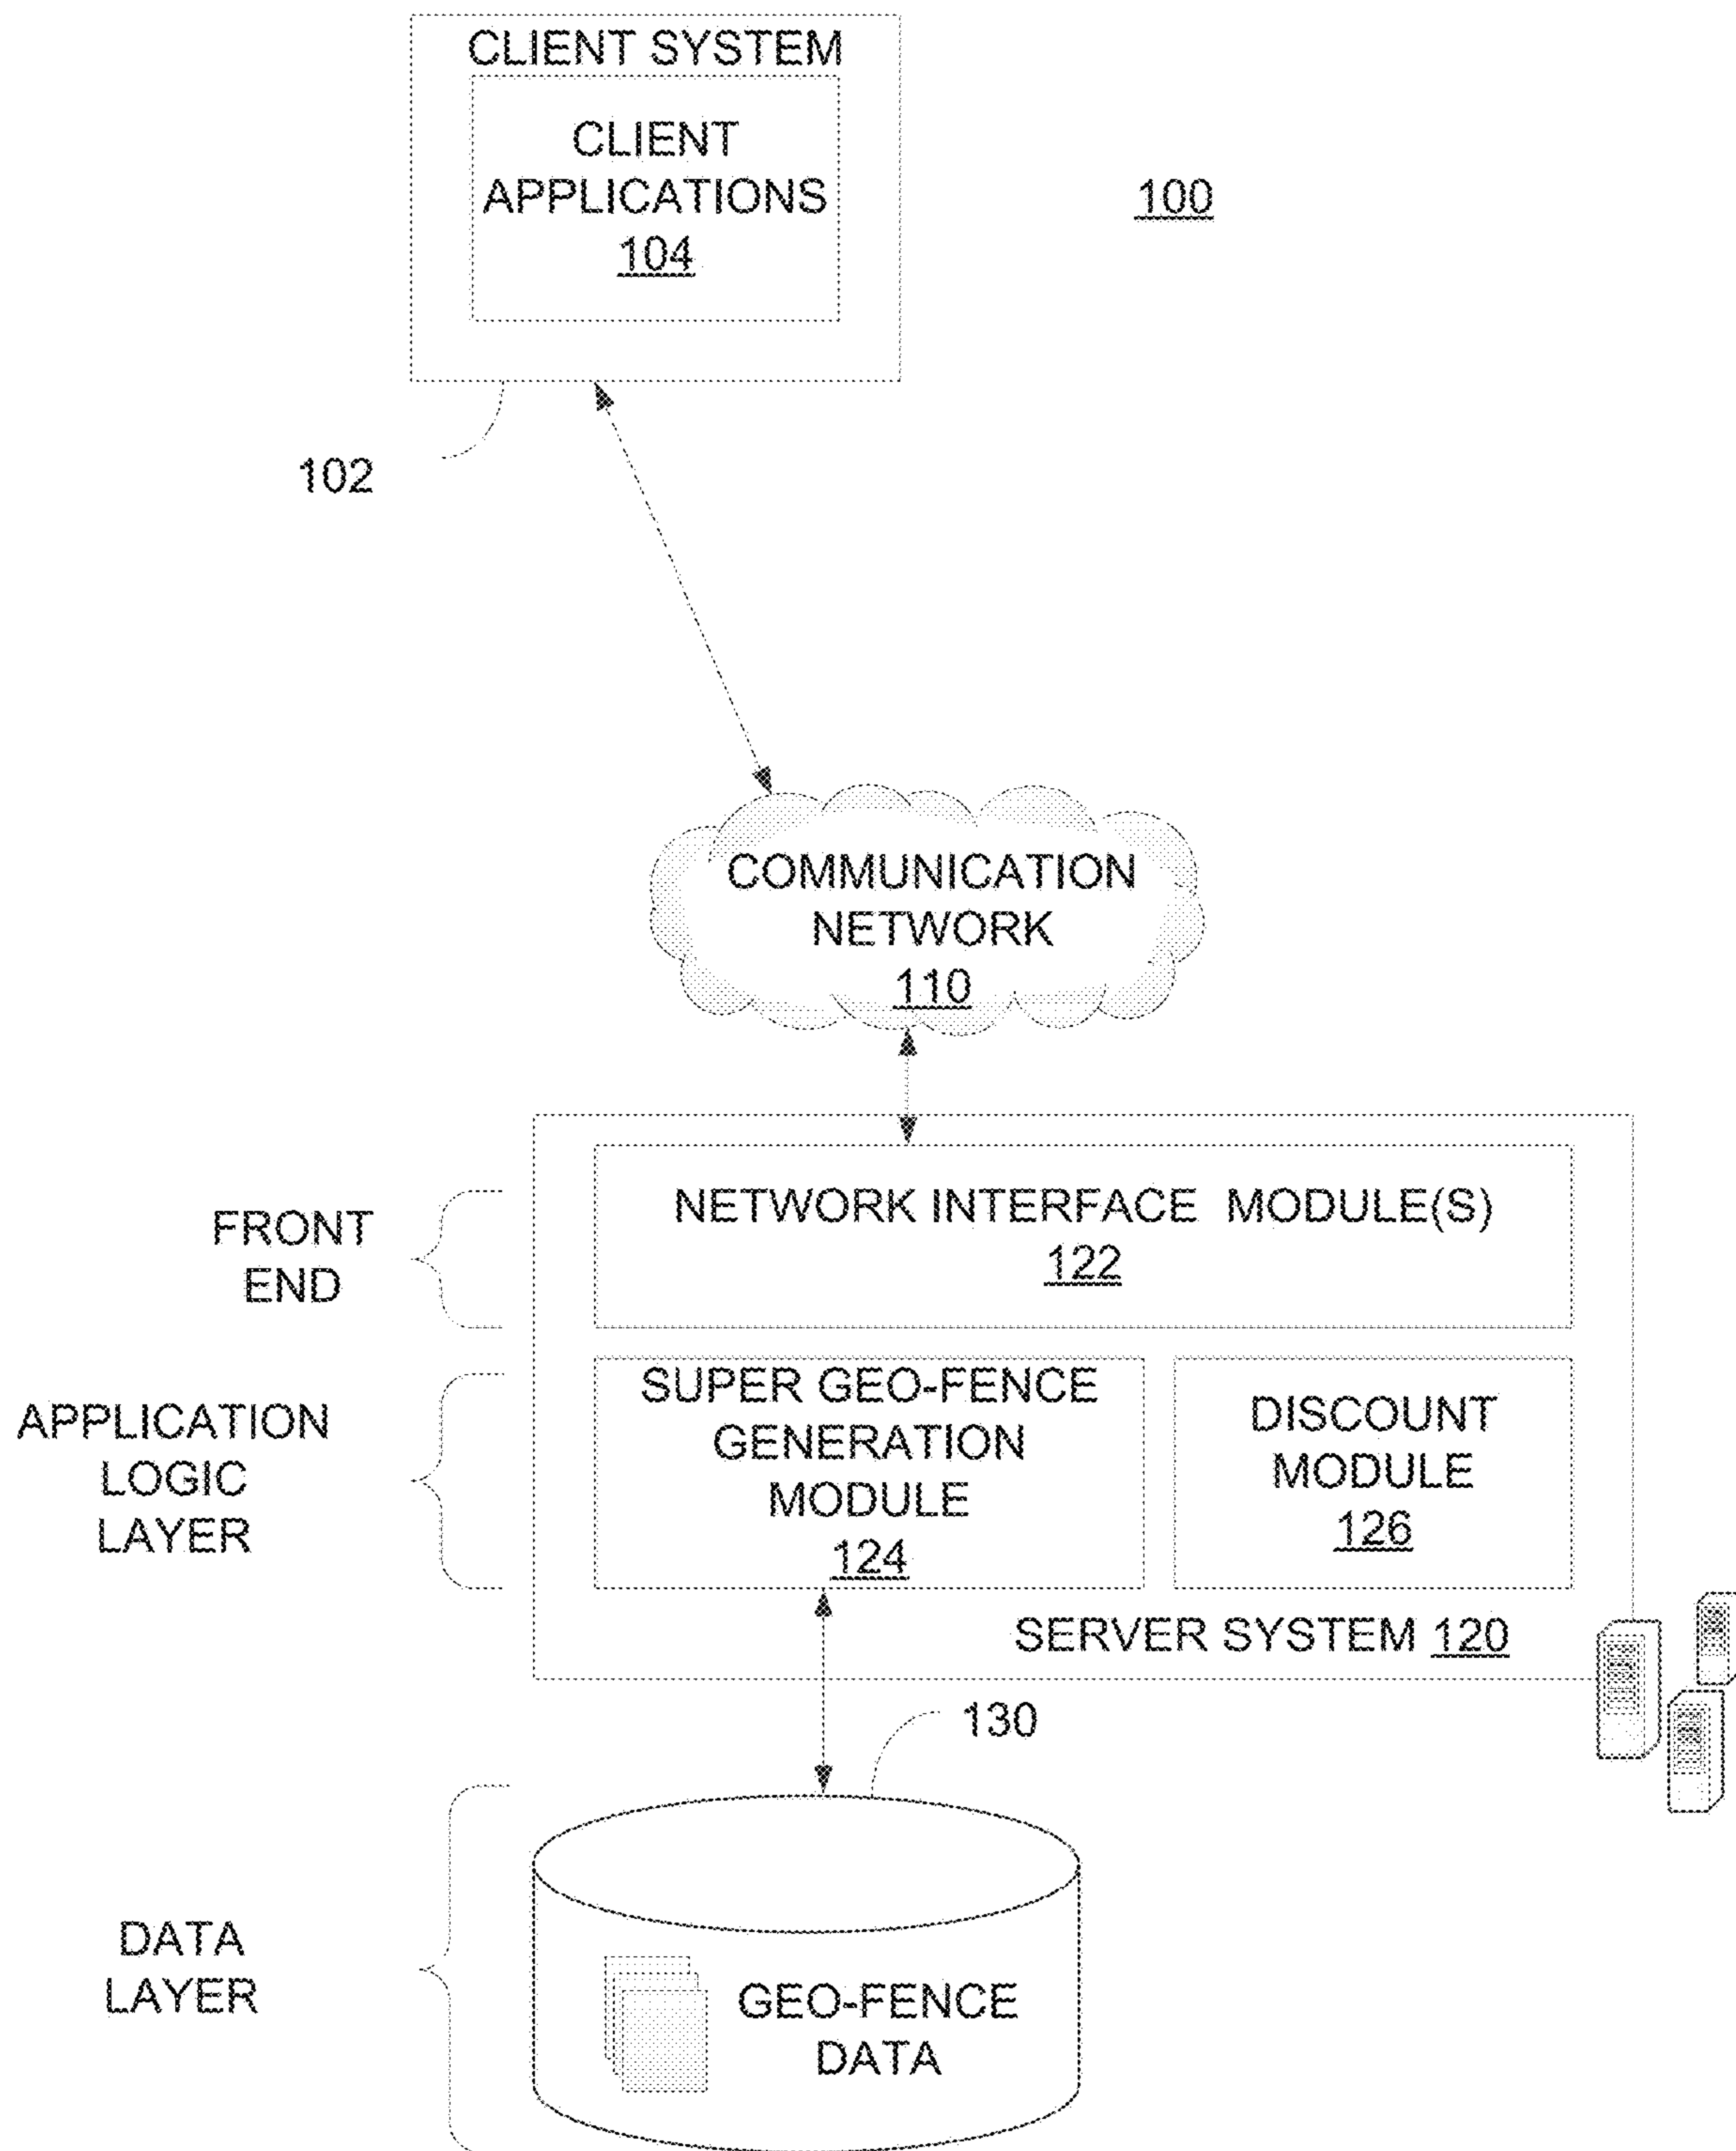 CLIENT SYSTEM
CLIENT
APPLICATIONS
104
100
102
COMMUNICATION
NETWORK
110
FRONT
END
NETWORK INTERFACE MODULE(S)
122
APPLICATION
LOGIC
LAYER
SUPER GEO-FENCE
GENERATION
MODULE
124
DISCOUNT
MODULE
126
SERVER SYSTEM 120
130
DATA
LAYER
GEO-FENCE
DATA